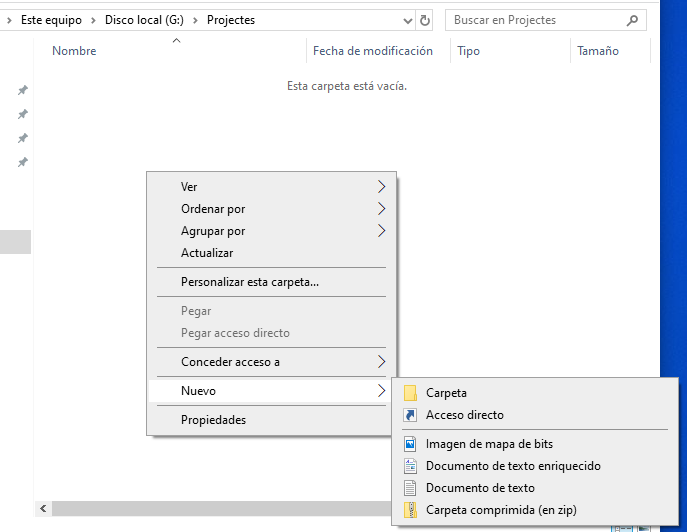 Este equipo > Disco local (G:) > Projectes
Buscar en Projectes
Nombre Fecha de modificación Tipo Tamaño
Esta carpeta está vacía.
Ver
Ordenar por
Agrupar por
Actualizar
Personalizar esta carpeta...
Pegar
Pegar acceso directo
Conceder acceso a
Nuevo
Propiedades
Carpeta
Acceso directo
Imagen de mapa de bits
Documento de texto enriquecido
Documento de texto
Carpeta comprimida (en zip)